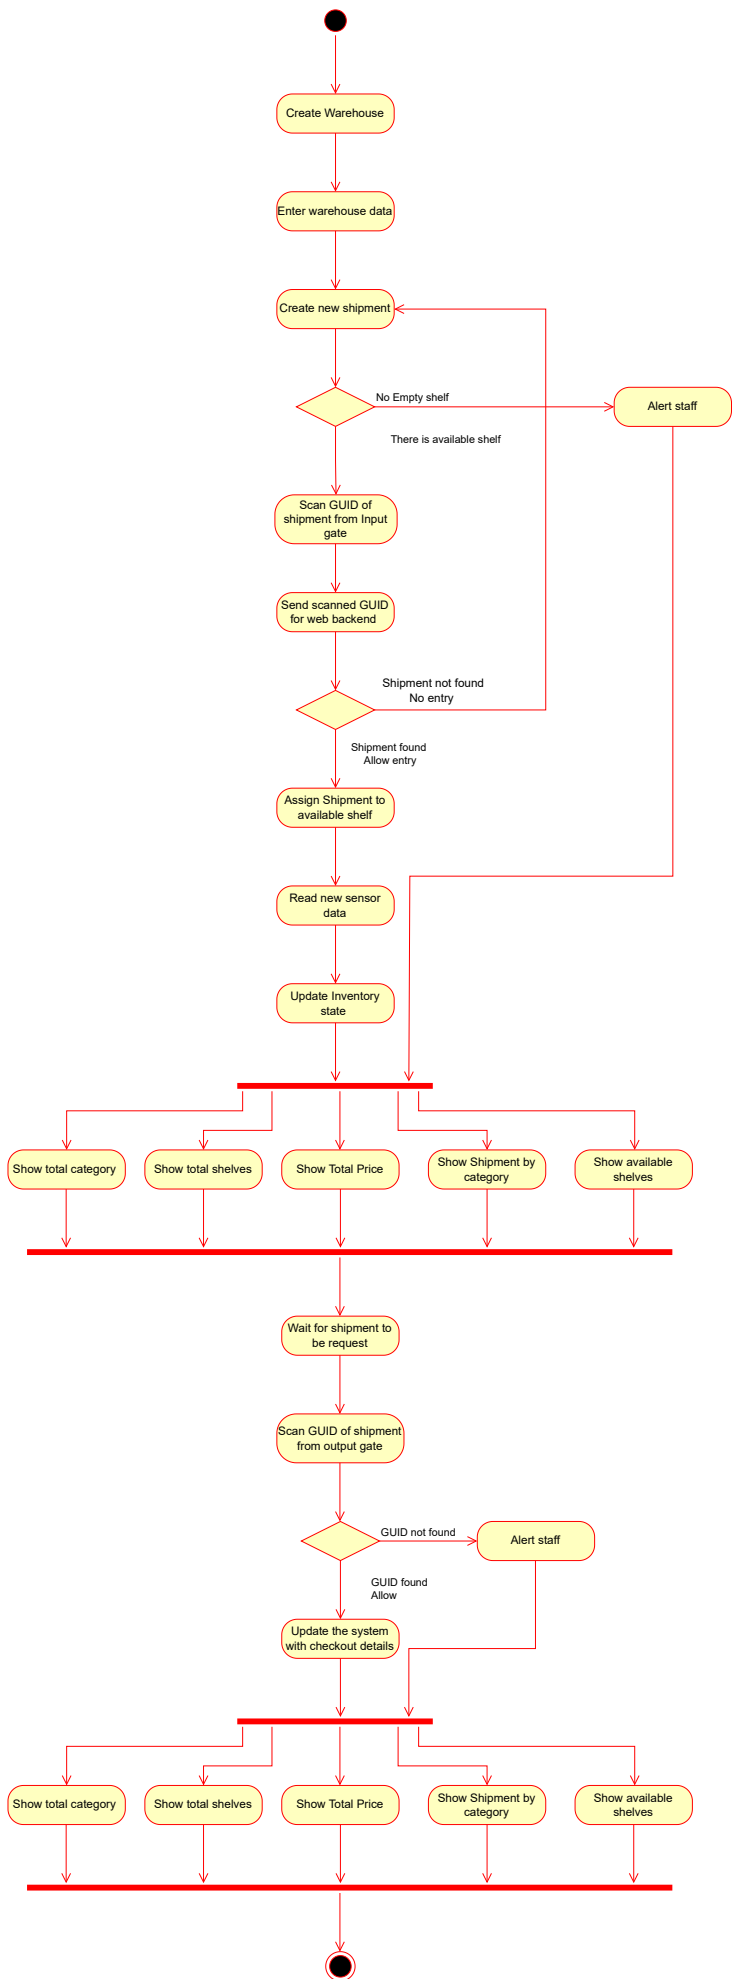 Create Warehouse
Enter warehouse data
Create new shipment
No Empty shelf
Alert staff
There is available shelf
Scan GUID of
shipment from Input
gate
Send scanned GUID
for web backend
Shipment not found
No entry
Shipment found
Allow entry
Assign Shipment to
available shelf
Read new sensor
data
Update Inventory
state
Show total category
Show total shelves
Show Total Price
Show Shipment by
category
Show available
shelves
Wait for shipment to
be request
Scan GUID of shipment
from output gate
GUID not found
Alert staff
GUID found
Allow
Update the system
with checkout details
Show total category
Show total shelves
Show Total Price
Show Shipment by
category
Show available
shelves